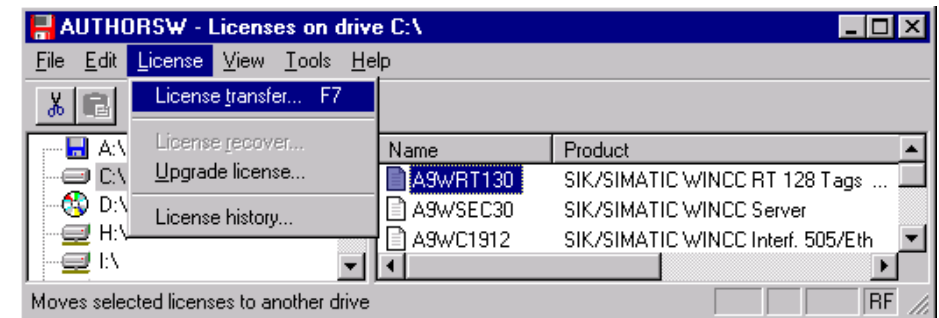 AUTHORSW - Licenses on drive C:\
File Edit License View Tools Help
License transfer... F7
License recover...
Upgrade license...
License history...
A:\
C:\
D:\
H:\
I:\
Name Product
A9WRT130 SIK/SIMATIC WINCC RT 128 Tags ...
A9WSEC30 SIK/SIMATIC WINCC Server
A9WC1912 SIK/SIMATIC WINCC Interf. 505/Eth
Moves selected licenses to another drive RF